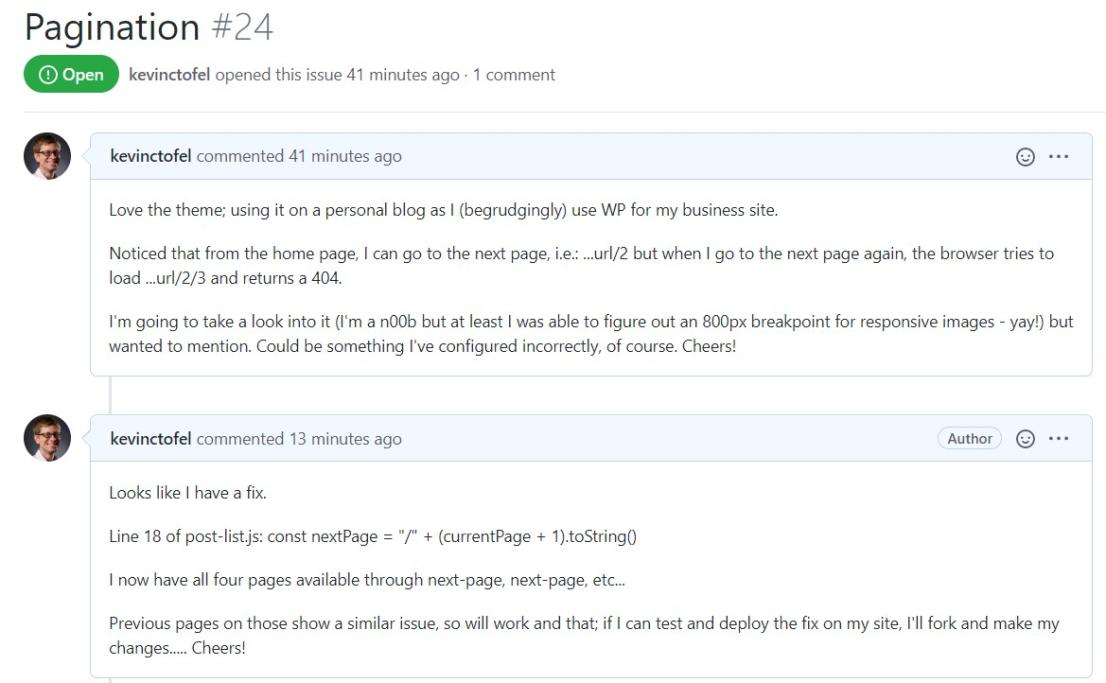 Pagination #24
Open kevinctofel opened this issue 41 minutes ago · 1 comment
kevinctofel commented 41 minutes ago
Love the theme; using it on a personal blog as I (begrudgingly) use WP for my business site.
Noticed that from the home page, I can go to the next page, i.e.: ...url/2 but when I go to the next page again, the browser tries to
load ...url/2/3 and returns a 404.
I'm going to take a look into it (I'm a n00b but at least I was able to figure out an 800px breakpoint for responsive images - yay!) but
wanted to mention. Could be something I've configured incorrectly, of course. Cheers!
kevinctofel commented 13 minutes ago Author
Looks like I have a fix.
Line 18 of post-list.js: const nextPage = "/" + (currentPage + 1).toString()
I now have all four pages available through next-page, next-page, etc...
Previous pages on those show a similar issue, so will work and that; if I can test and deploy the fix on my site, I'll fork and make my
changes..... Cheers!